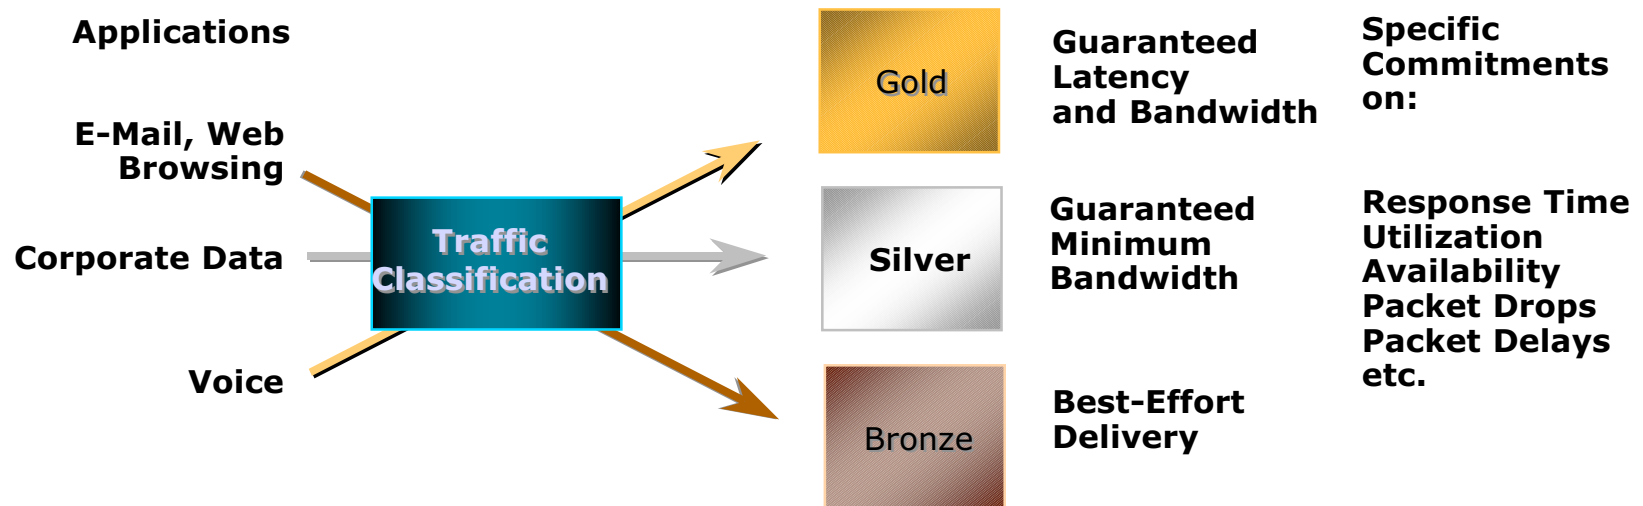 Applications
E-Mail, Web
Browsing
Corporate Data
Voice
Traffic
Classification
Gold
Silver
Bronze
Guaranteed
Latency
and Bandwidth
Guaranteed
Minimum
Bandwidth
Best-Effort
Delivery
Specific
Commitments
on:
Response Time
Utilization
Availability
Packet Drops
Packet Delays
etc.